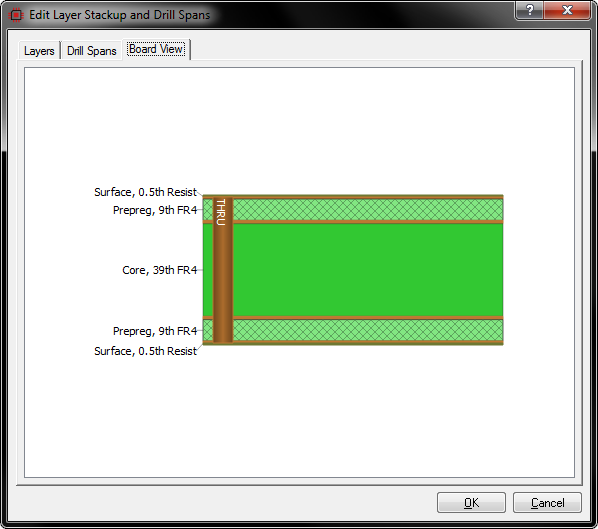 Edit Layer Stackup and Drill Spans
?
Layers
Drill Spans
Board View
Surface, 0.5th Resist
Prepreg, 9th FR4
THRU
Core, 39th FR4
Prepreg, 9th FR4
Surface, 0.5th Resist
OK
Cancel